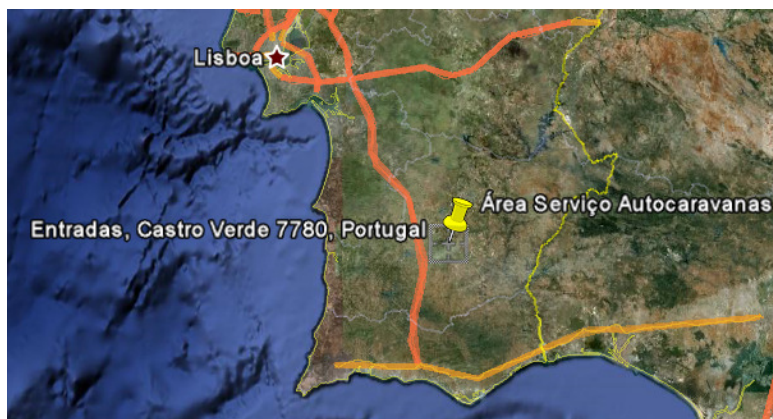 Lisboa
Área Serviço Autocaravanas
Entradas, Castro Verde 7780, Portugal